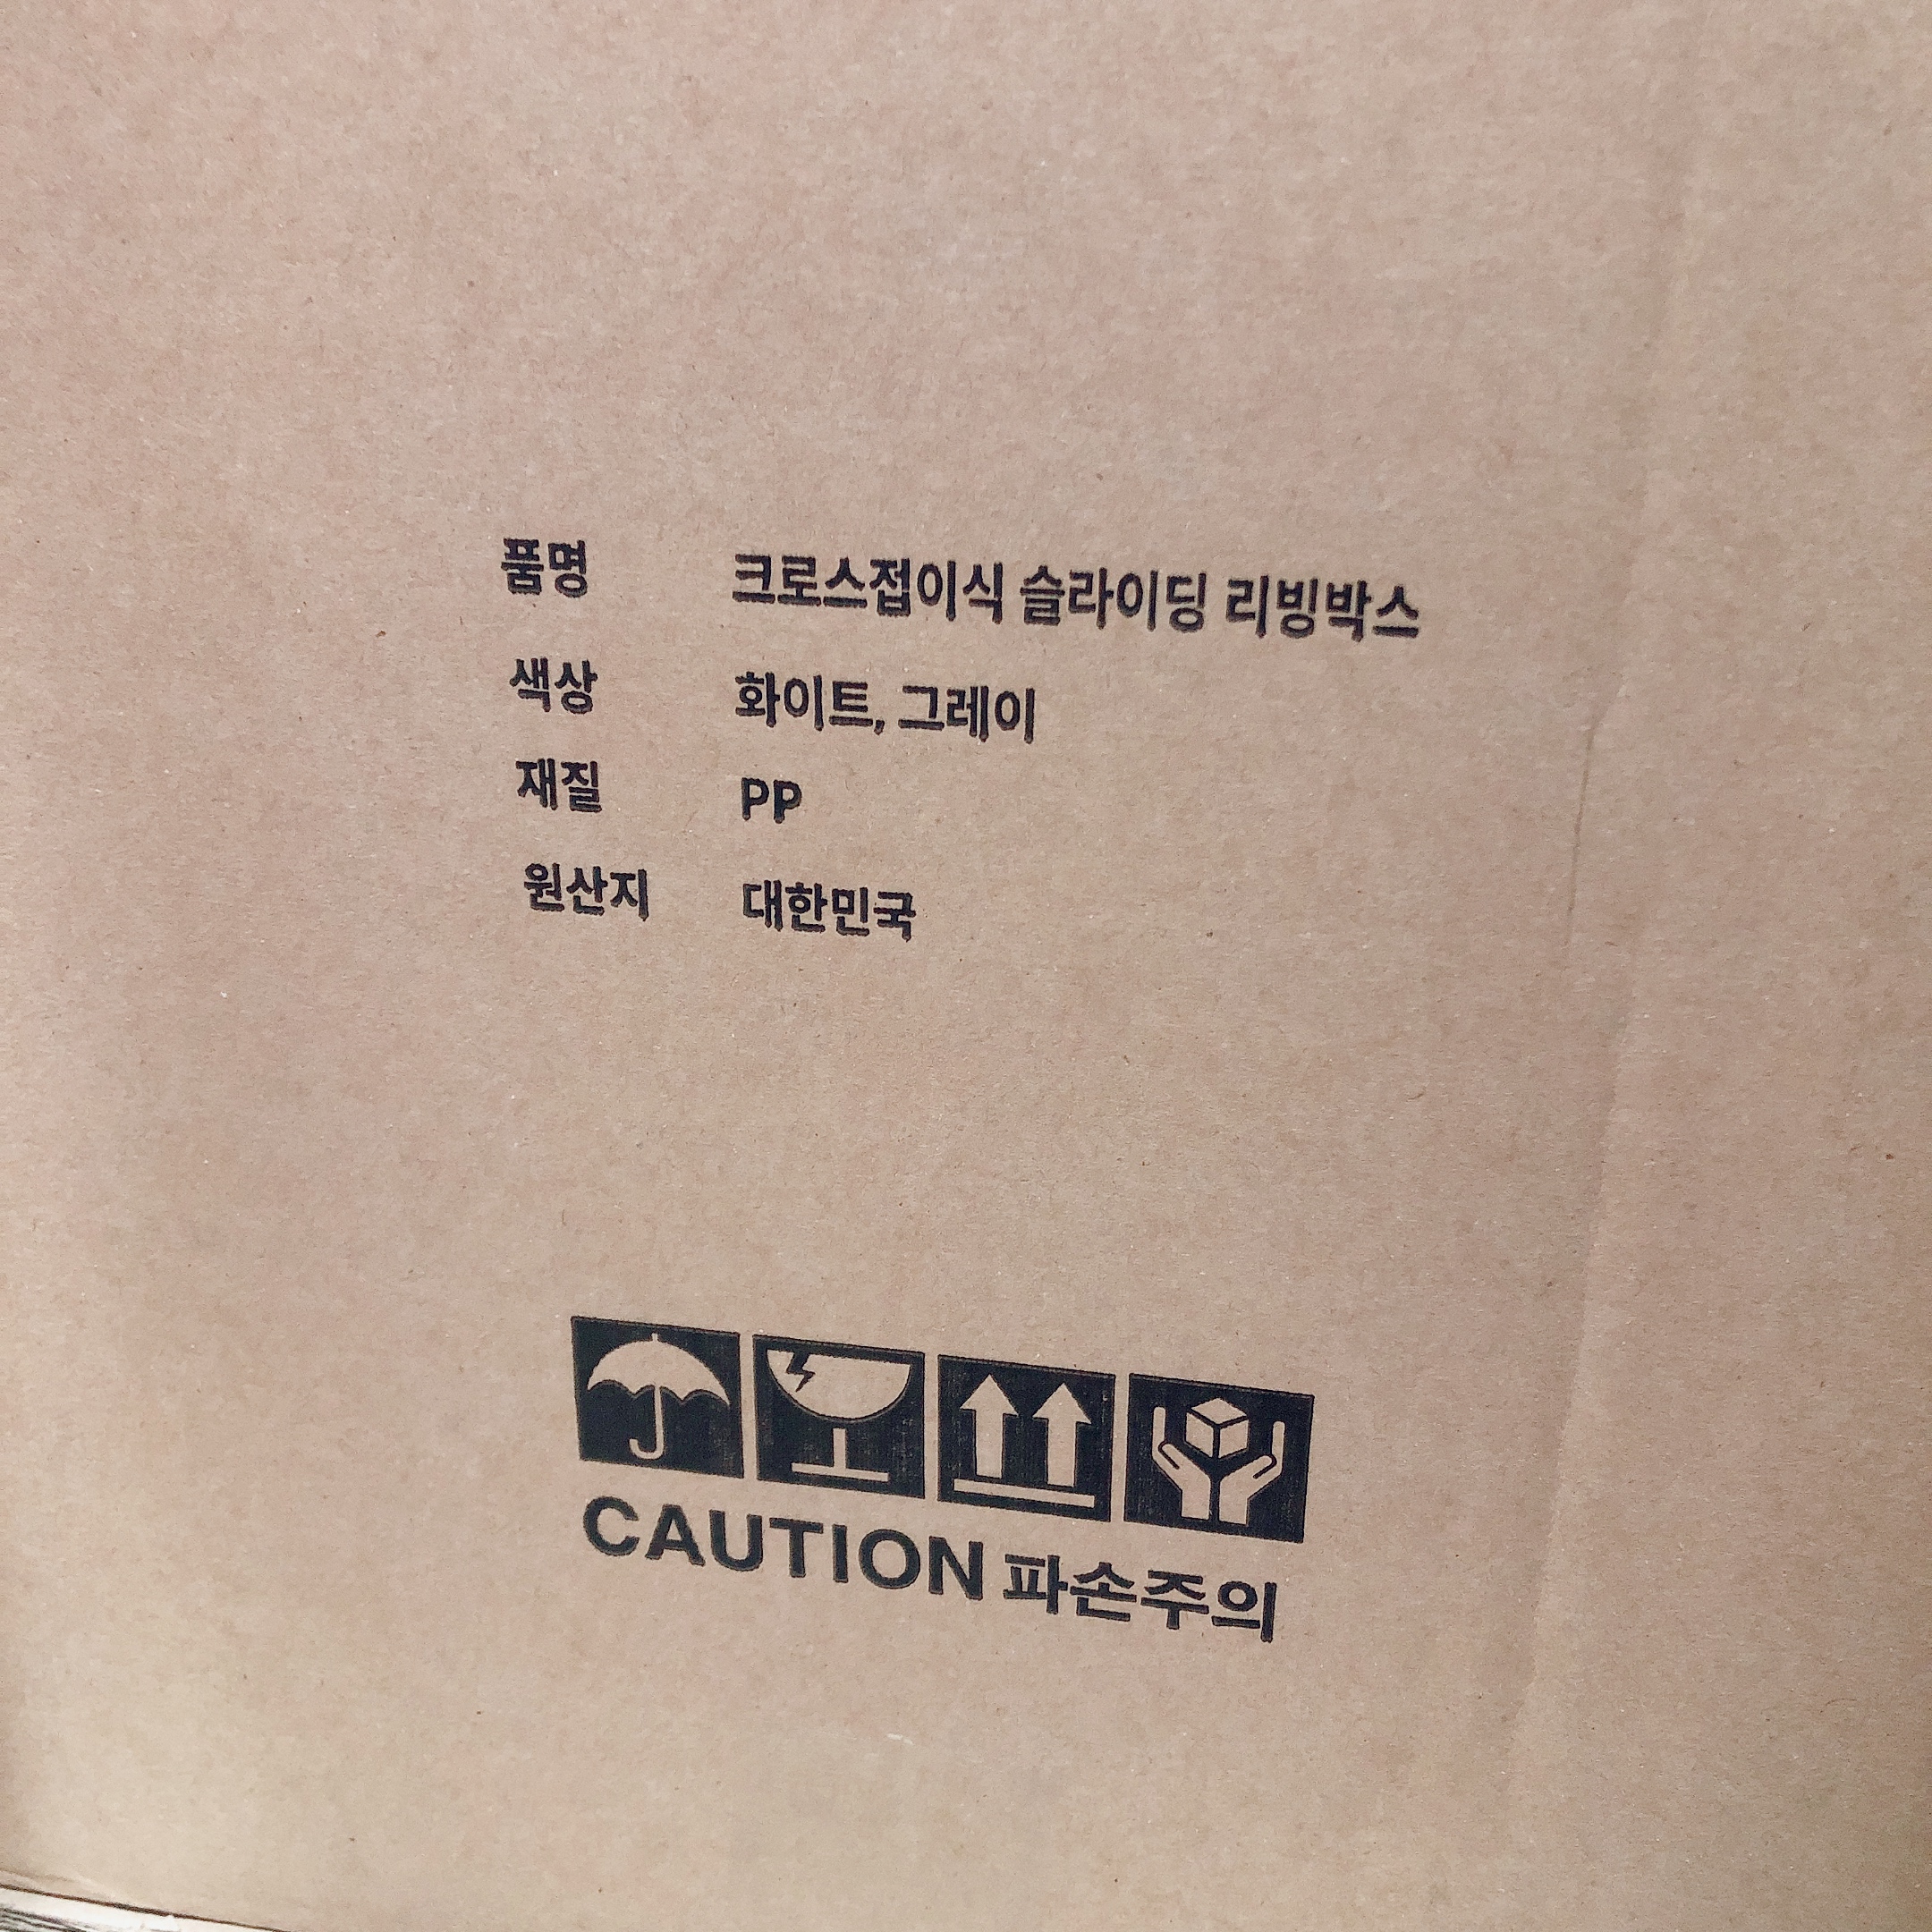 품명 크로스접이식 슬라이딩 리빙박스
색상 화이트, 그레이
재질 PP
원산지 대한민국
CAUTION 파손주의